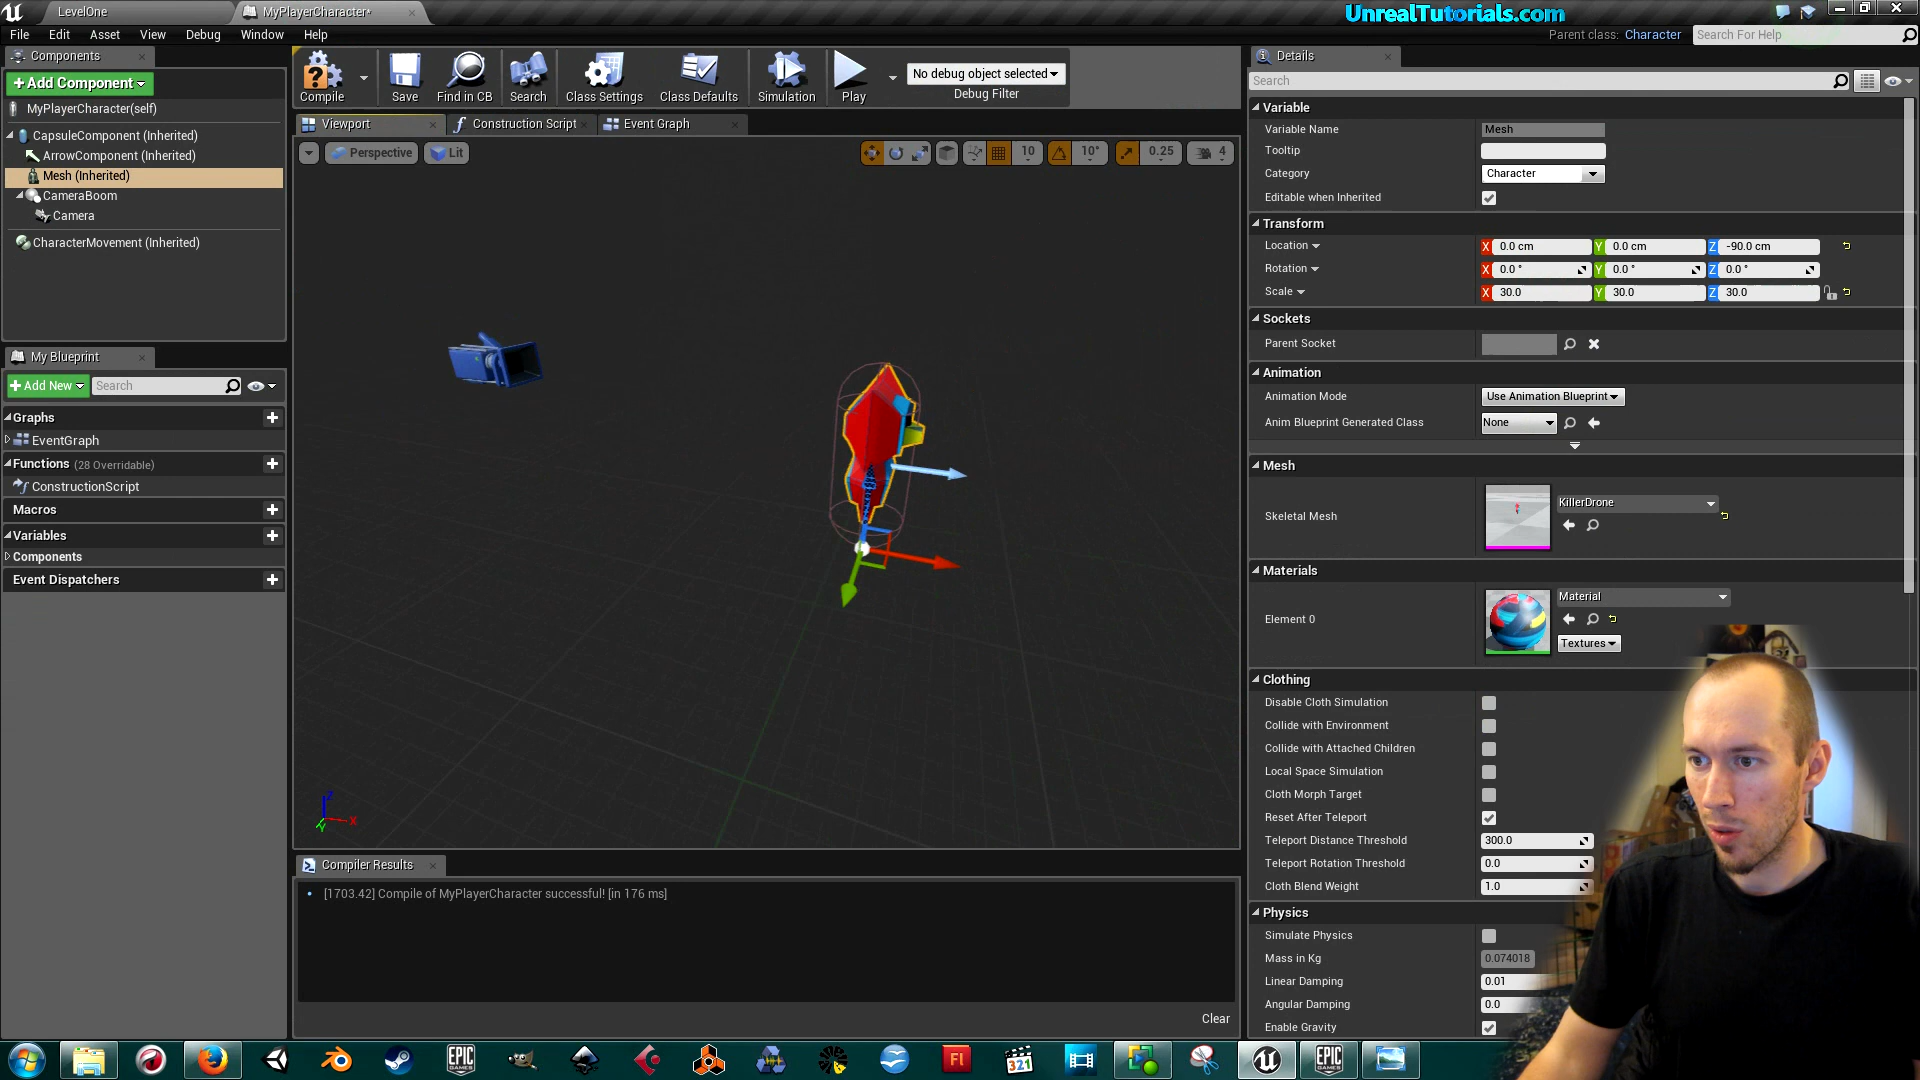 LevelOne
MyPlayerCharacter*
UnrealTutorials.com
File Edit Asset View Debug Window Help
Parent class: Character
Search For Help
Components
+Add Component
MyPlayerCharacter(self)
CapsuleComponent (Inherited)
ArrowComponent (Inherited)
Mesh (Inherited)
CameraBoom
Camera
CharacterMovement (Inherited)
My Blueprint
+Add New
Search
Graphs
EventGraph
Functions (28 Overridable)
ConstructionScript
Macros
Variables
Components
Event Dispatchers
Compile
Save
Find in CB
Search
Class Settings
Class Defaults
Simulation
Play
No debug object selected
Debug Filter
Viewport
Construction Script
Event Graph
Perspective
Lit
10
10°
0.25
4
Z
X
Y
Compiler Results
[1703.42] Compile of MyPlayerCharacter successful! [in 176 ms]
Clear
Details
Search
Variable
Variable Name Mesh
Tooltip
Category Character
Editable when Inherited
Transform
Location X 0.0 cm Y 0.0 cm Z -90.0 cm
Rotation X 0.0 ° Y 0.0 ° Z 0.0 °
Scale X 30.0 Y 30.0 Z 30.0
Sockets
Parent Socket
Animation
Animation Mode Use Animation Blueprint
Anim Blueprint Generated Class None
Mesh
Skeletal Mesh KillerDrone
Materials
Element 0 Material
Textures
Clothing
Disable Cloth Simulation
Collide with Environment
Collide with Attached Children
Local Space Simulation
Cloth Morph Target
Reset After Teleport
Teleport Distance Threshold 300.0
Teleport Rotation Threshold 0.0
Cloth Blend Weight 1.0
Physics
Simulate Physics
Mass in Kg 0.074018
Linear Damping 0.01
Angular Damping 0.0
Enable Gravity
EPIC GAMES
Fl
321
EPIC GAMES